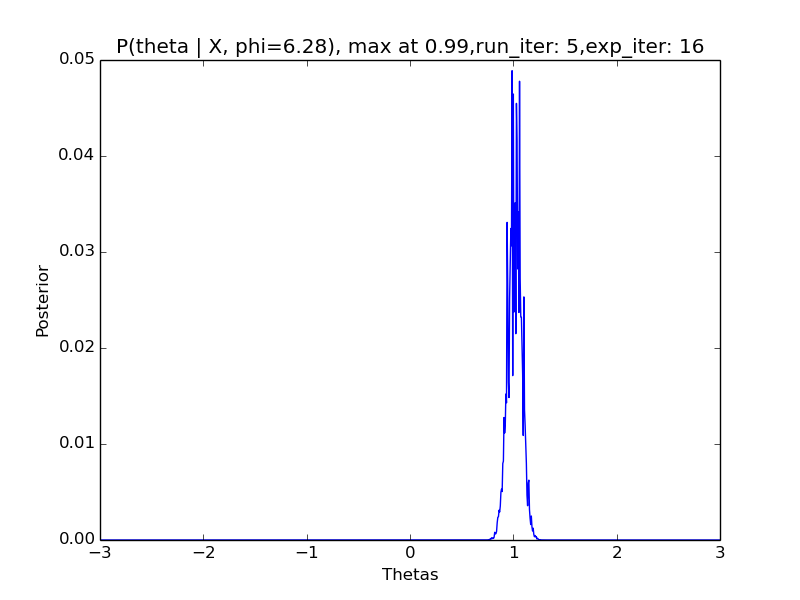 P(theta | X, phi=6.28), max at 0.99,run_iter: 5,exp_iter: 16
0.05
0.04
0.03
0.02
0.01
0.00
Posterior
−3 −2 −1 0 1 2 3
Thetas